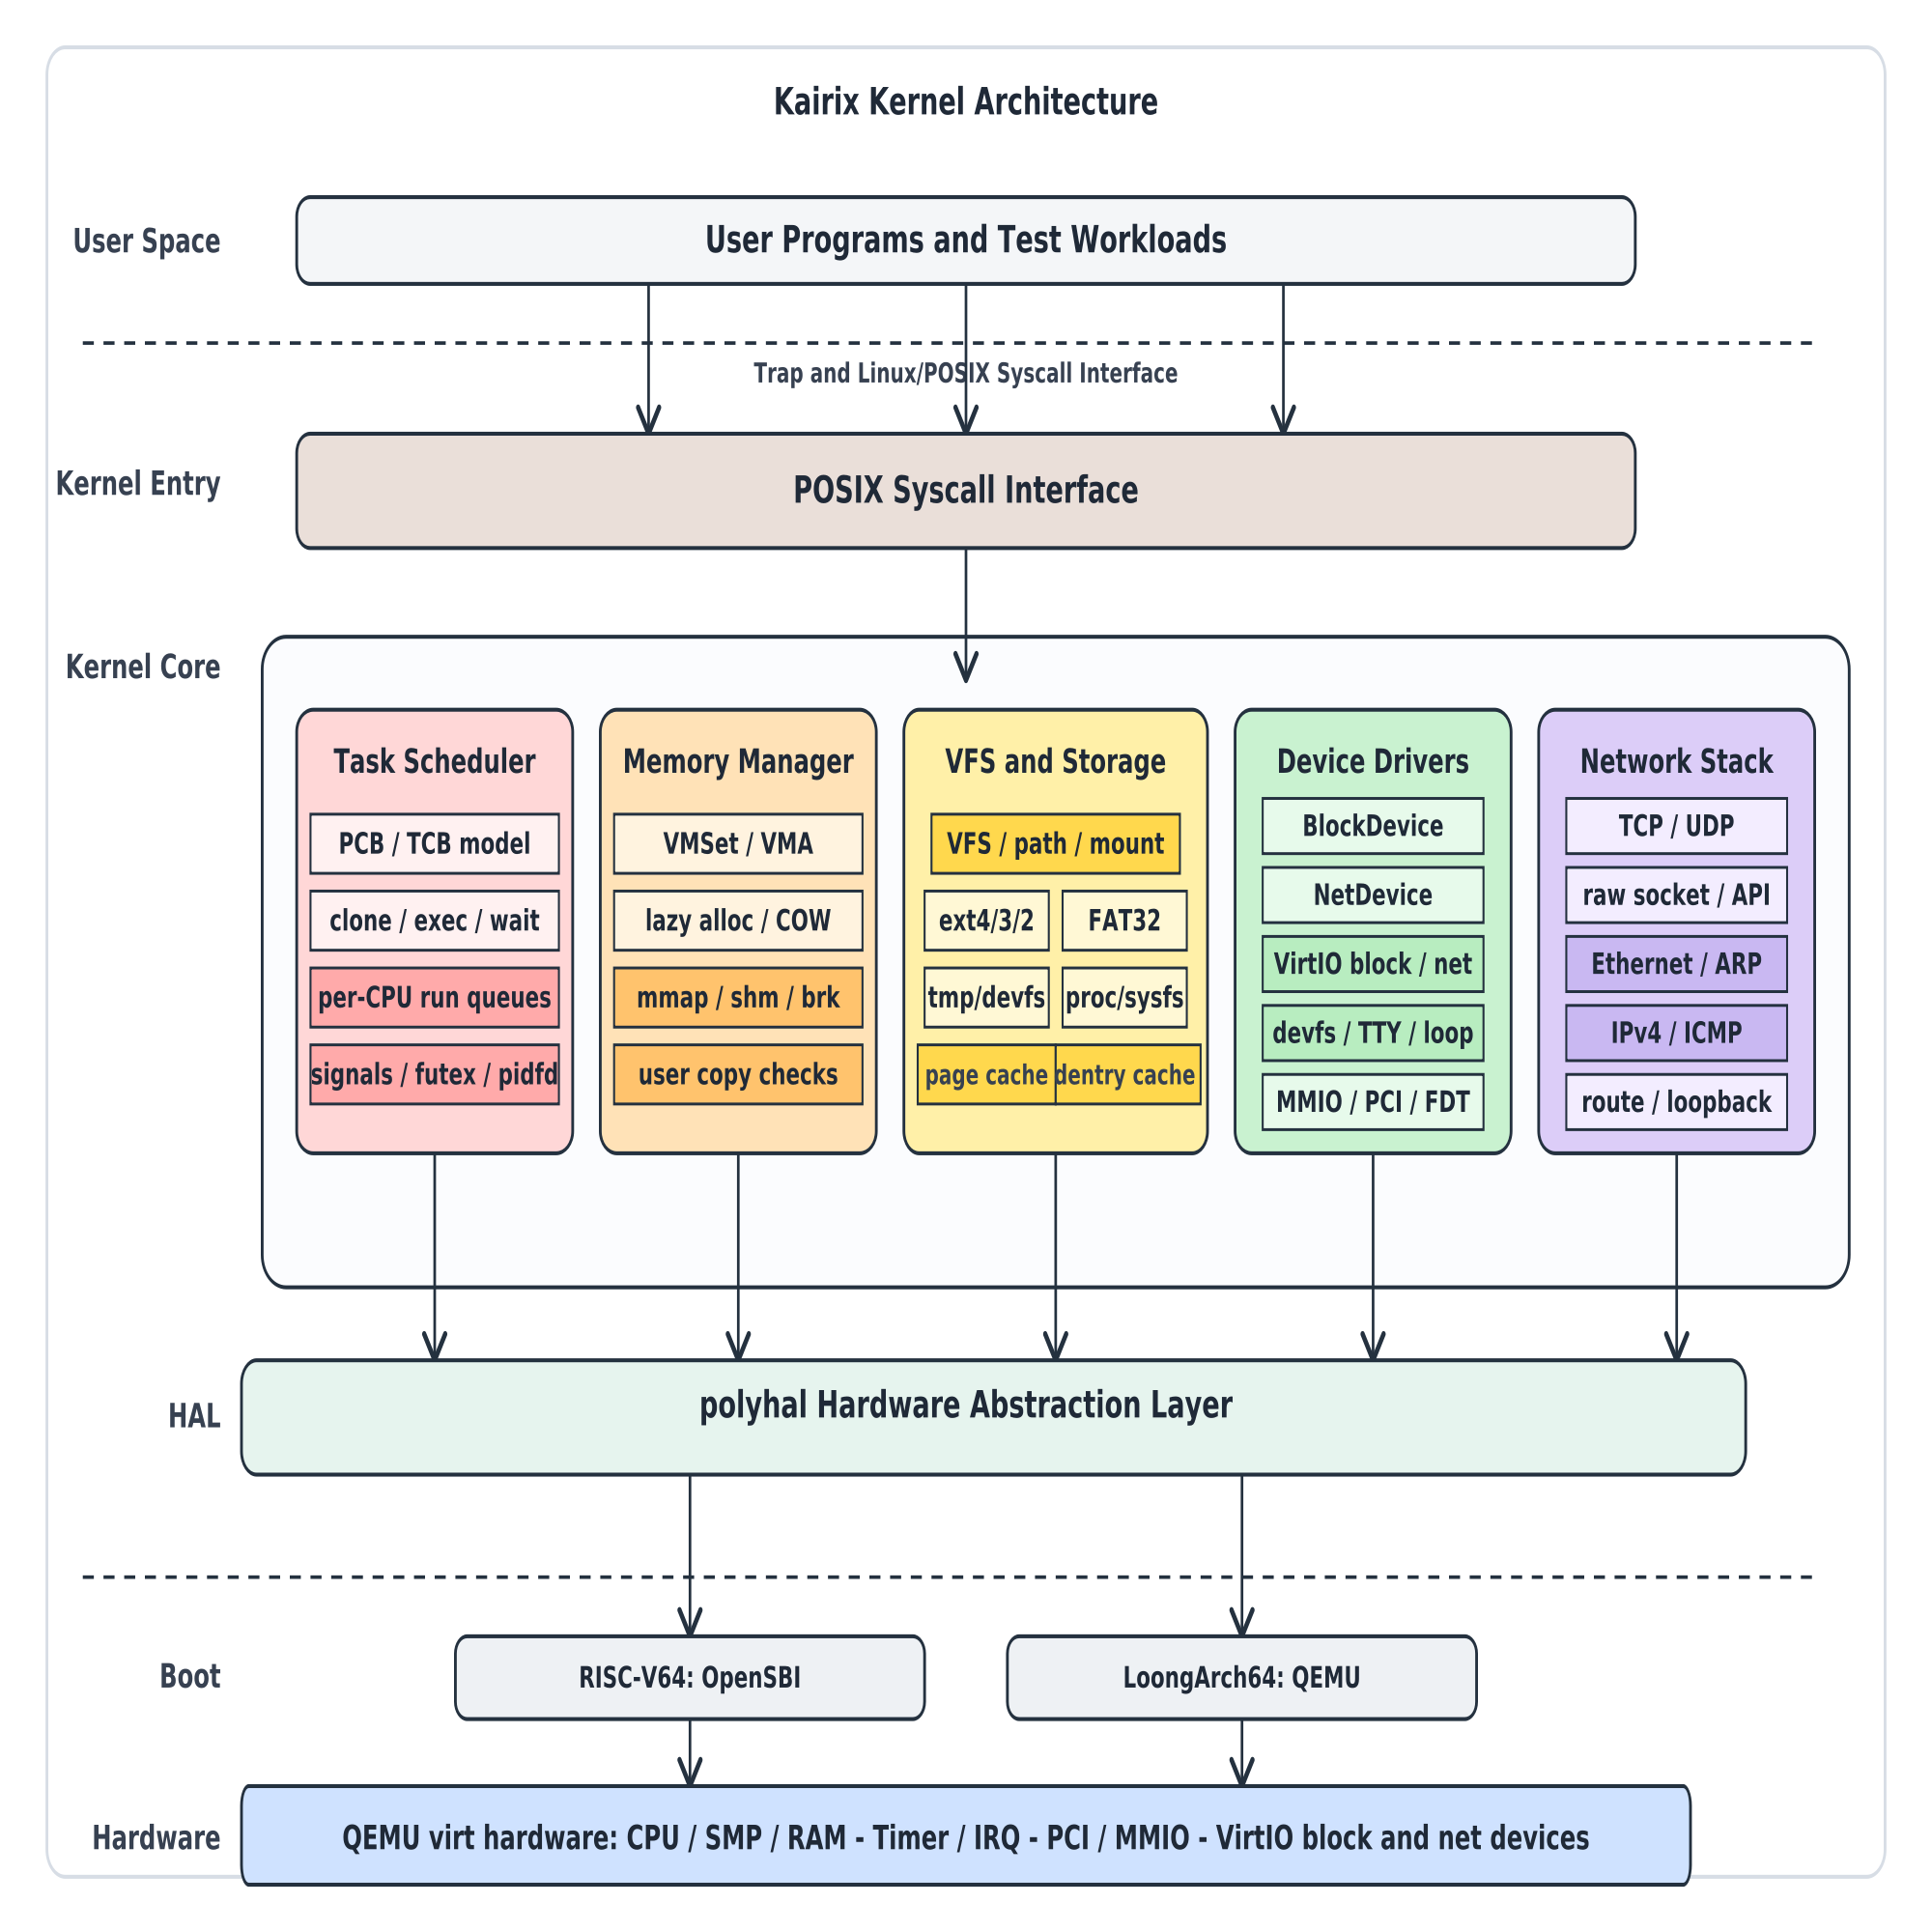 Kairix Kernel Architecture
User Space
User Programs and Test Workloads
Trap and Linux/POSIX Syscall Interface
Kernel Entry
POSIX Syscall Interface
Kernel Core
Task Scheduler
PCB / TCB model
clone / exec / wait
per-CPU run queues
signals / futex / pidfd
Memory Manager
VMSet / VMA
lazy alloc / COW
mmap / shm / brk
user copy checks
VFS and Storage
VFS / path / mount
ext4/3/2
FAT32
tmp/devfs
proc/sysfs
page cache
dentry cache
Device Drivers
BlockDevice
NetDevice
VirtIO block / net
devfs / TTY / loop
MMIO / PCI / FDT
Network Stack
TCP / UDP
raw socket / API
Ethernet / ARP
IPv4 / ICMP
route / loopback
HAL
polyhal Hardware Abstraction Layer
Boot
RISC-V64: OpenSBI
LoongArch64: QEMU
Hardware
QEMU virt hardware: CPU / SMP / RAM - Timer / IRQ - PCI / MMIO - VirtIO block and net devices